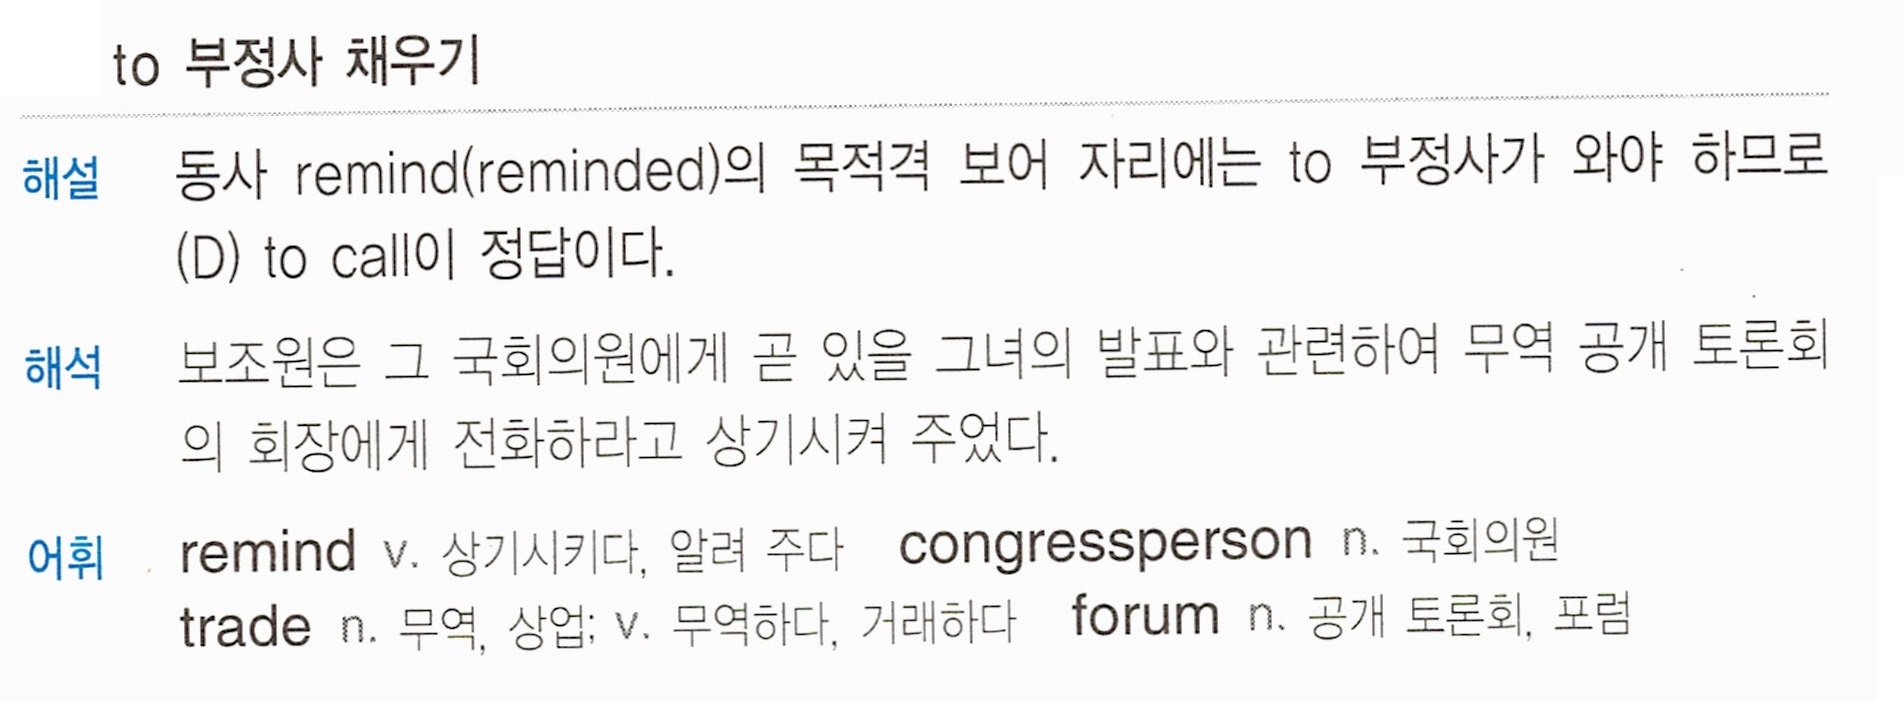 to 부정사 채우기
해설 동사 remind(reminded)의 목적격 보어 자리에는 to 부정사가 와야 하므로
(D) to call이 정답이다.
해석 보조원은 그 국회의원에게 곧 있을 그녀의 발표와 관련하여 무역 공개 토론회
의 회장에게 전화하라고 상기시켜 주었다.
어휘 remind v. 상기시키다, 알려 주다 congressperson n. 국회의원
trade n. 무역, 상업; v. 무역하다, 거래하다 forum n. 공개 토론회, 포럼